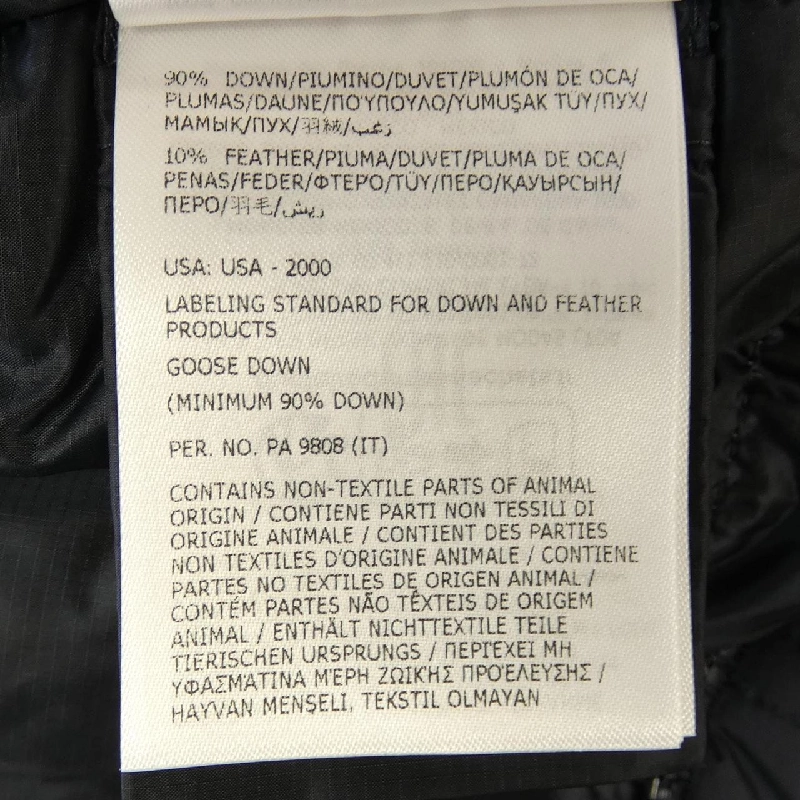 90% DOWN/PIUMINO/DUVET/PLUMÓN DE OCA/
PLUMAS/DAUNE/ΠΟΎΠΟΥΛΟ/YUMUŞAK TÜY/ПУХ/
МАМЫҚ/ПУХ/羽絨/زغب
10% FEATHER/PIUMA/DUVET/PLUMA DE OCA/
PENAS/FEDER/ΦΤΕΡΌ/TÜY/ПЕРО/ҚАУЫРСЫН/
ПЕРО/羽毛/ريش
USA: USA - 2000
LABELING STANDARD FOR DOWN AND FEATHER
PRODUCTS
GOOSE DOWN
(MINIMUM 90% DOWN)
PER. NO. PA 9808 (IT)
CONTAINS NON-TEXTILE PARTS OF ANIMAL
ORIGIN / CONTIENE PARTI NON TESSILI DI
ORIGINE ANIMALE / CONTIENT DES PARTIES
NON TEXTILES D'ORIGINE ANIMALE / CONTIENE
PARTES NO TEXTILES DE ORIGEN ANIMAL /
CONTÉM PARTES NÃO TÊXTEIS DE ORIGEM
ANIMAL / ENTHÄLT NICHTTEXTILE TEILE
TIERISCHEN URSPRUNGS / ΠΕΡΙΈΧΕΙ ΜΗ
ΥΦΑΣΜΆΤΙΝΑ ΜΈΡΗ ΖΩΙΚΉΣ ΠΡΟΈΛΕΥΣΗΣ /
HAYVAN MENŞELI, TEKSTIL OLMAYAN